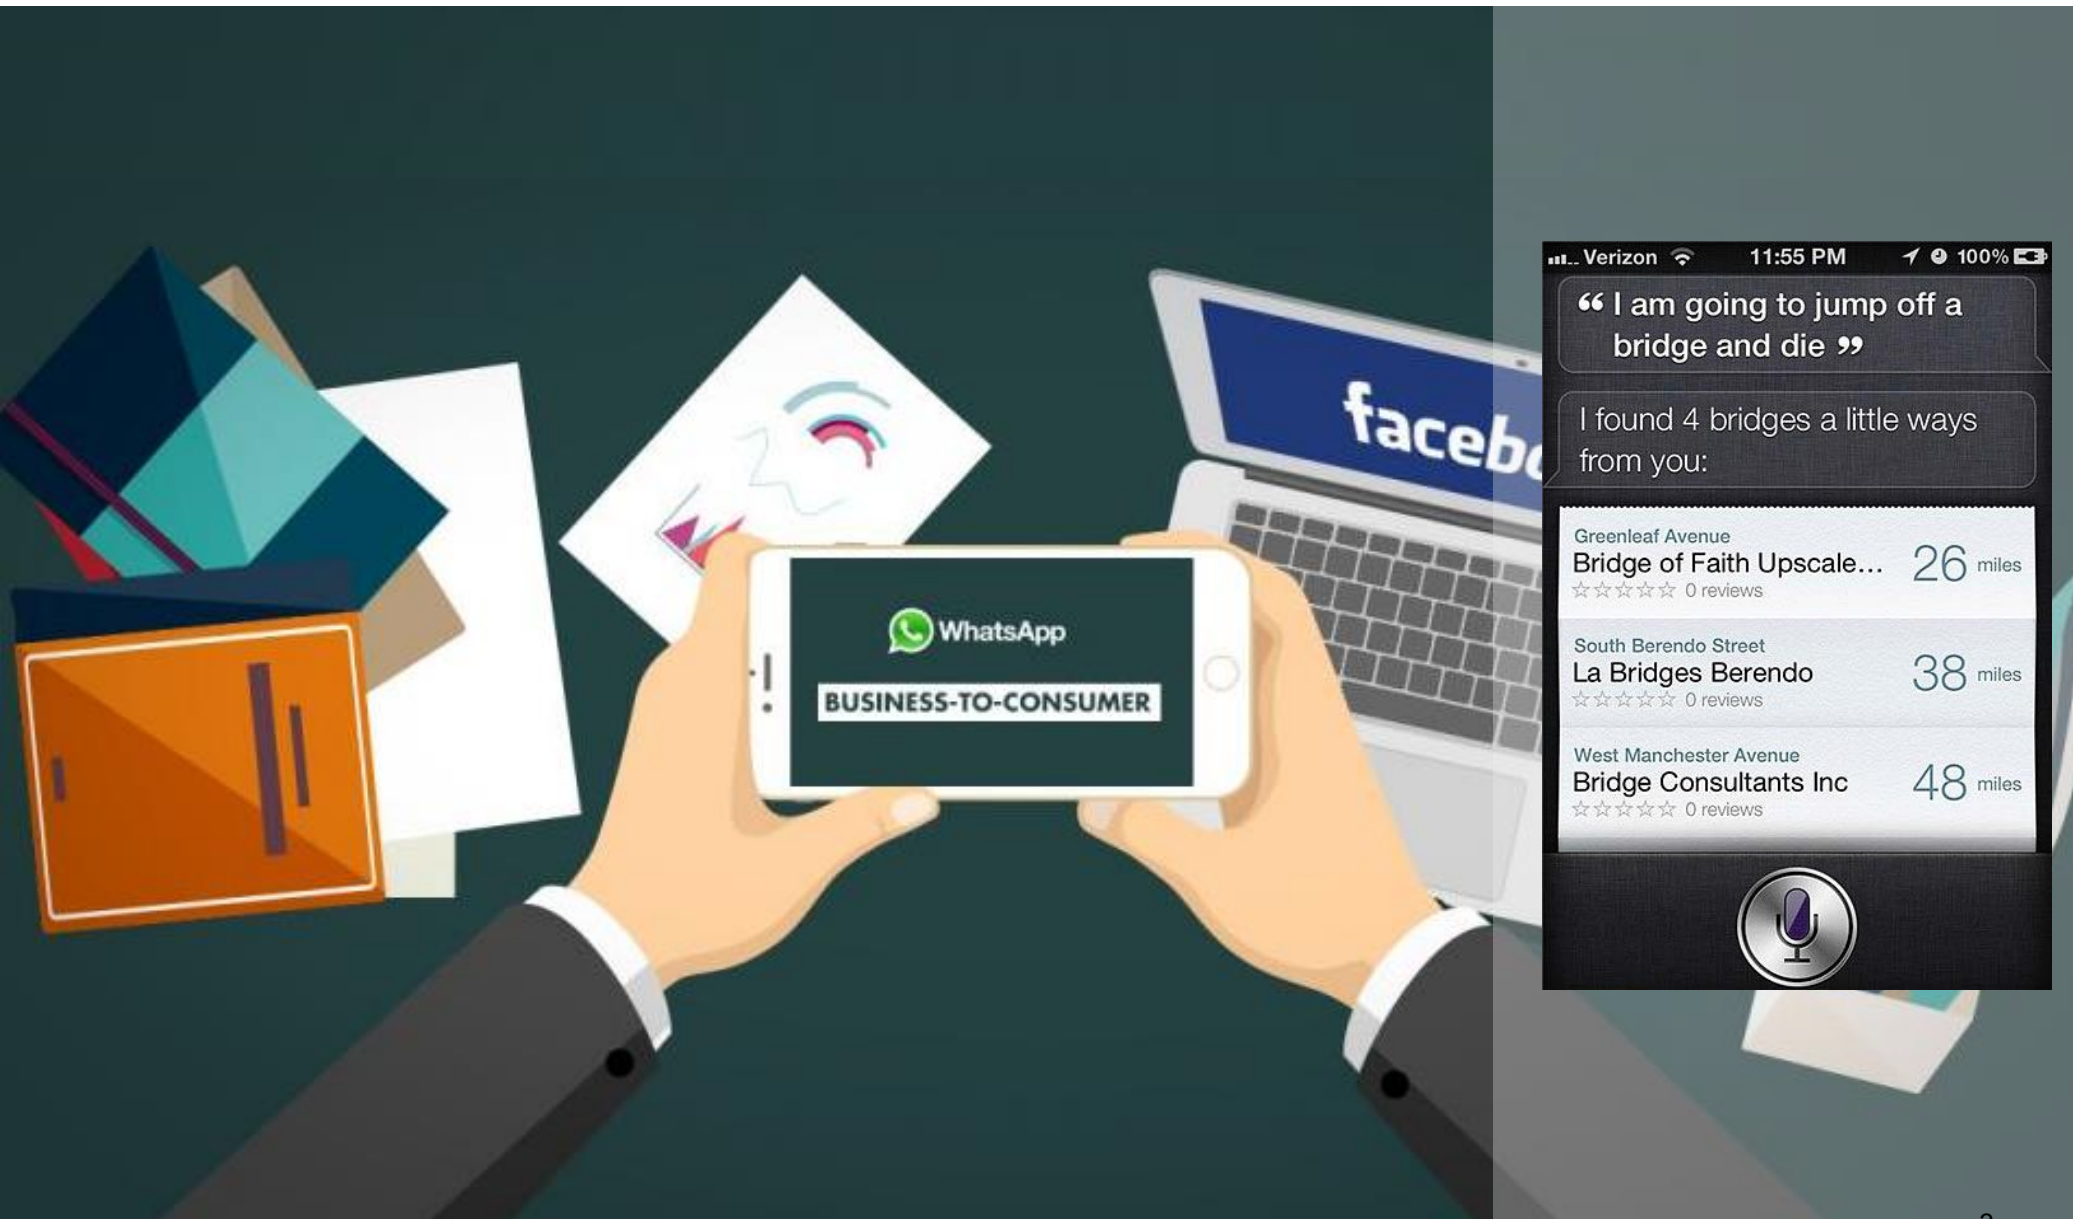 WhatsApp
BUSINESS-TO-CONSUMER
facebo
Verizon 11:55 PM 100%
“ I am going to jump off a
bridge and die ”
I found 4 bridges a little ways
from you:
Greenleaf Avenue
Bridge of Faith Upscale... 26 miles
0 reviews
South Berendo Street
La Bridges Berendo 38 miles
0 reviews
West Manchester Avenue
Bridge Consultants Inc 48 miles
0 reviews